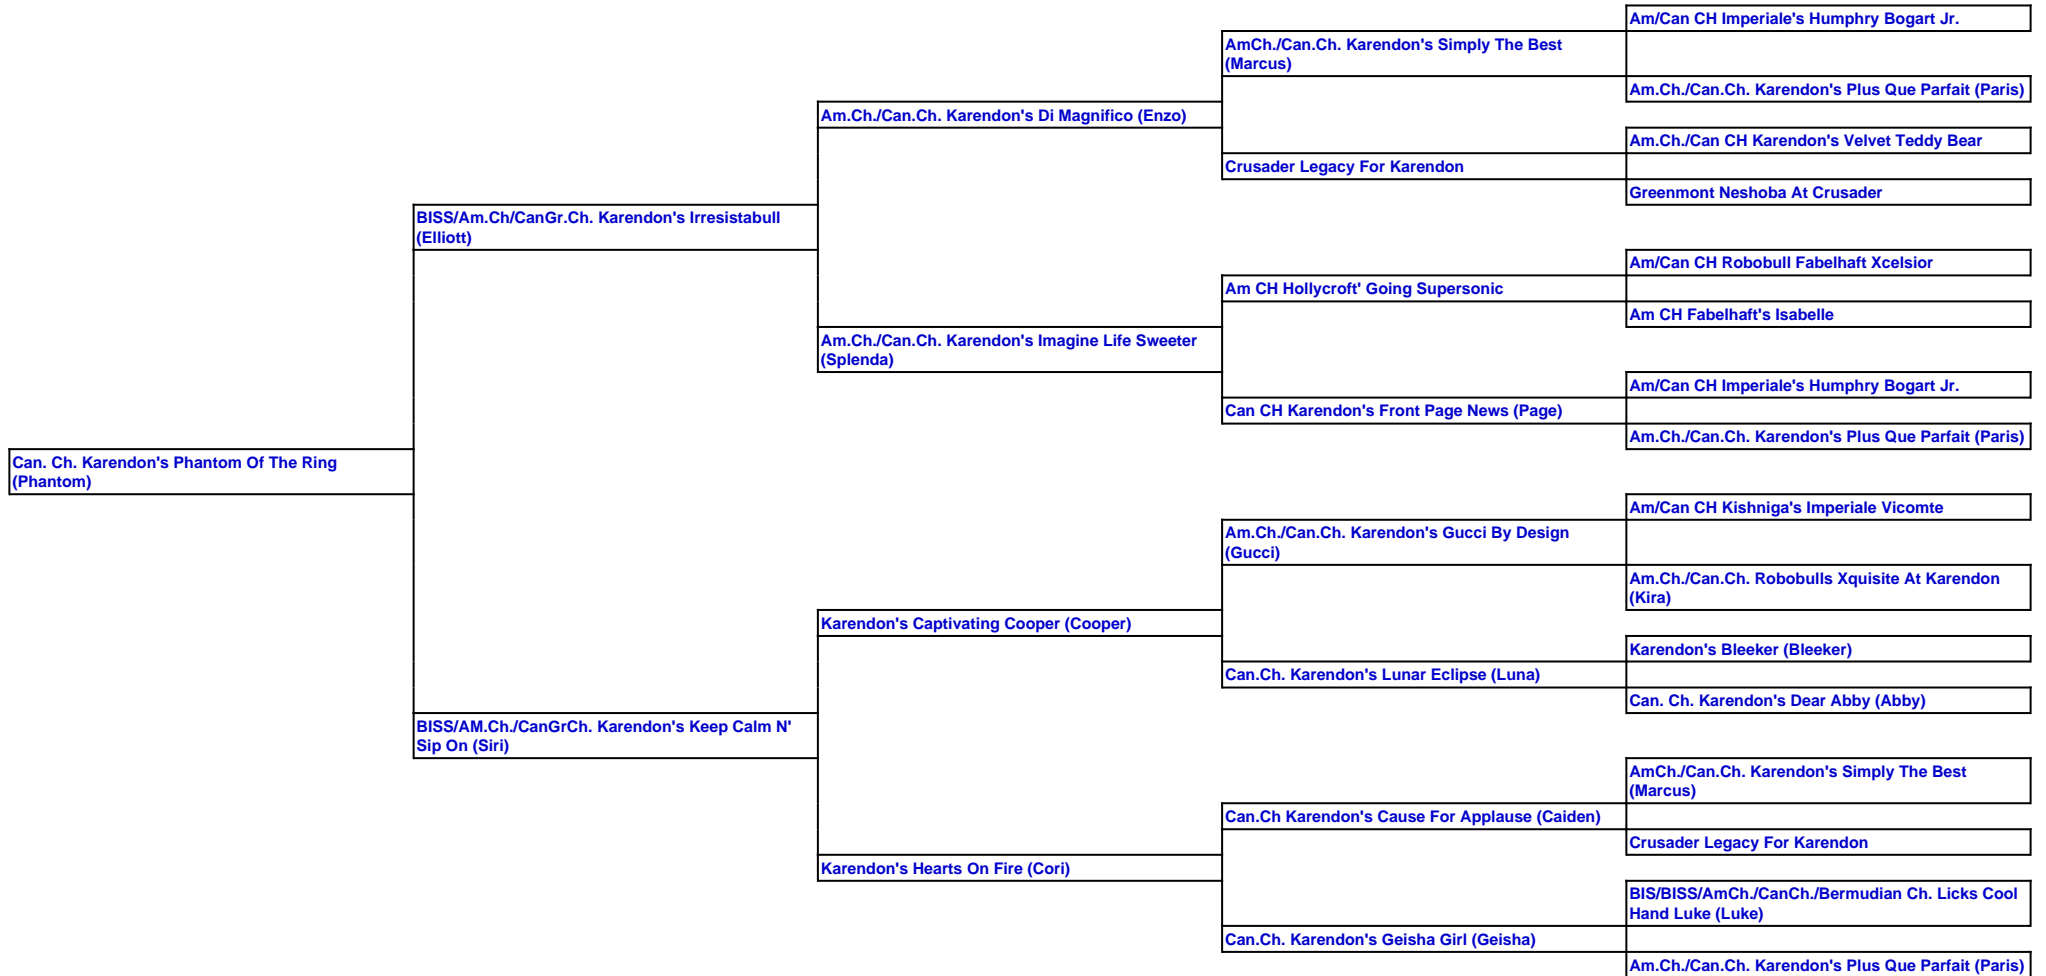 Am/Can CH Imperiale's Humphry Bogart Jr.
AmCh./Can.Ch. Karendon's Simply The Best
(Marcus)
Am.Ch./Can.Ch. Karendon's Plus Que Parfait (Paris)
Am.Ch./Can.Ch. Karendon's Di Magnifico (Enzo)
Am.Ch./Can CH Karendon's Velvet Teddy Bear
Crusader Legacy For Karendon
Greenmont Neshoba At Crusader
BISS/Am.Ch/CanGr.Ch. Karendon's Irresistabull
(Elliott)
Am/Can CH Robobull Fabelhaft Xcelsior
Am CH Hollycroft' Going Supersonic
Am CH Fabelhaft's Isabelle
Am.Ch./Can.Ch. Karendon's Imagine Life Sweeter
(Splenda)
Am/Can CH Imperiale's Humphry Bogart Jr.
Can CH Karendon's Front Page News (Page)
Am.Ch./Can.Ch. Karendon's Plus Que Parfait (Paris)
Can. Ch. Karendon's Phantom Of The Ring
(Phantom)
Am/Can CH Kishniga's Imperiale Vicomte
Am.Ch./Can.Ch. Karendon's Gucci By Design
(Gucci)
Am.Ch./Can.Ch. Robobulls Xquisite At Karendon
(Kira)
Karendon's Captivating Cooper (Cooper)
Karendon's Bleeker (Bleeker)
Can.Ch. Karendon's Lunar Eclipse (Luna)
Can. Ch. Karendon's Dear Abby (Abby)
BISS/AM.Ch./CanGrCh. Karendon's Keep Calm N'
Sip On (Siri)
AmCh./Can.Ch. Karendon's Simply The Best
(Marcus)
Can.Ch Karendon's Cause For Applause (Caiden)
Crusader Legacy For Karendon
Karendon's Hearts On Fire (Cori)
BIS/BISS/AmCh./CanCh./Bermudian Ch. Licks Cool
Hand Luke (Luke)
Can.Ch. Karendon's Geisha Girl (Geisha)
Am.Ch./Can.Ch. Karendon's Plus Que Parfait (Paris)